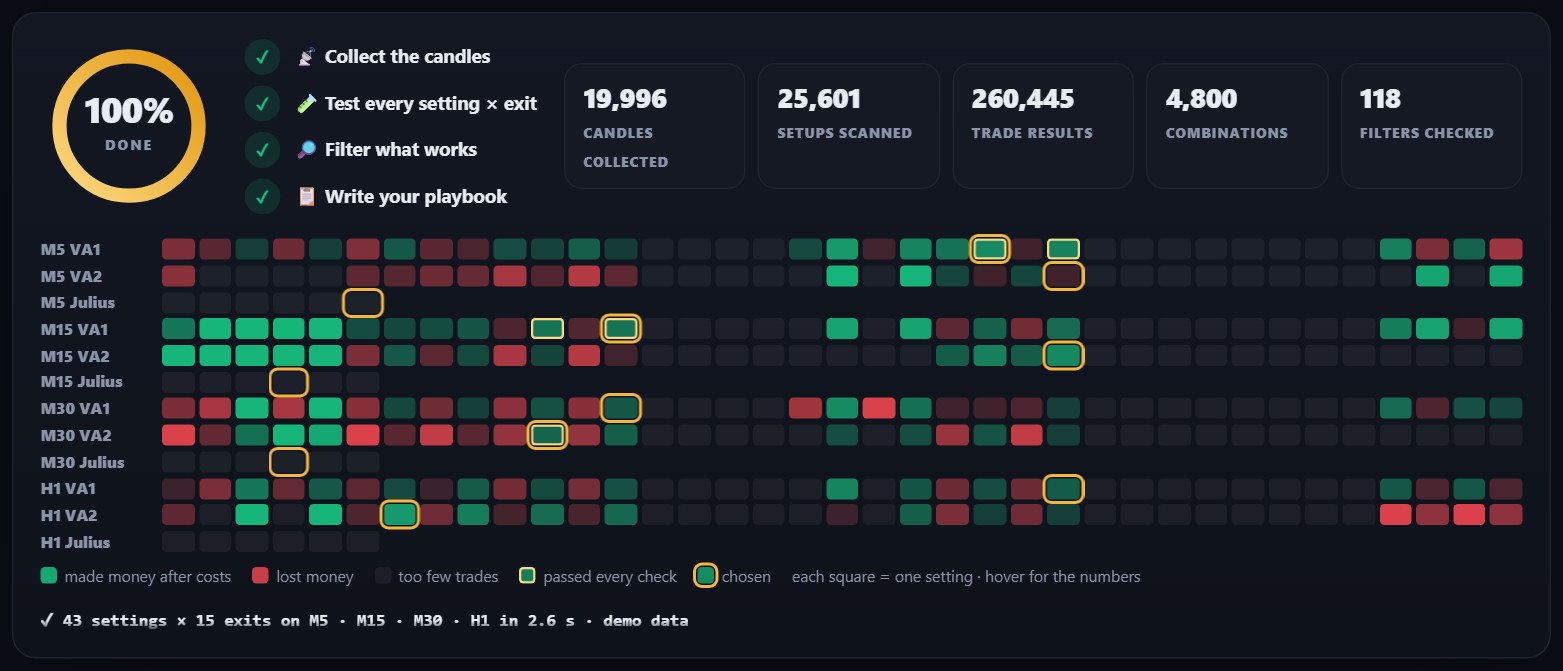 100%
DONE
✓ Collect the candles
✓ Test every setting × exit
✓ Filter what works
✓ Write your playbook
19,996
CANDLES
COLLECTED
25,601
SETUPS SCANNED
260,445
TRADE RESULTS
4,800
COMBINATIONS
118
FILTERS CHECKED
M5 VA1
M5 VA2
M5 Julius
M15 VA1
M15 VA2
M15 Julius
M30 VA1
M30 VA2
M30 Julius
H1 VA1
H1 VA2
H1 Julius
made money after costs lost money too few trades passed every check chosen each square = one setting · hover for the numbers
✓ 43 settings × 15 exits on M5 · M15 · M30 · H1 in 2.6 s · demo data